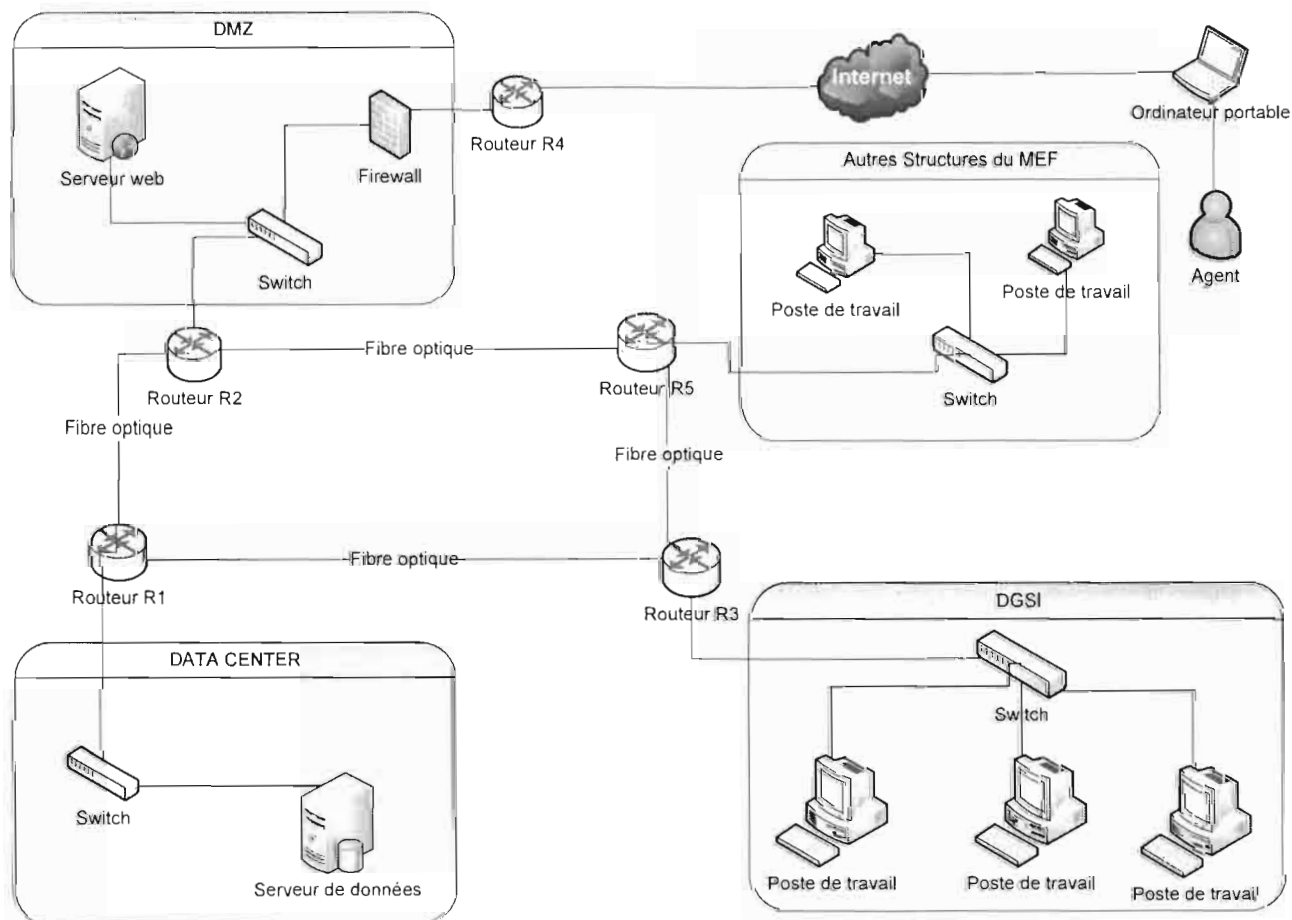 DMZ
Serveur web
Firewall
Switch
Routeur R4
Internet
Ordinateur portable
Agent
Autres Structures du MEF
Poste de travail
Poste de travail
Switch
Routeur R2
Fibre optique
Routeur R5
Fibre optique
Fibre optique
Routeur R1
Fibre optique
Routeur R3
DATA CENTER
Switch
Serveur de données
DGSI
Switch
Poste de travail
Poste de travail
Poste de travail